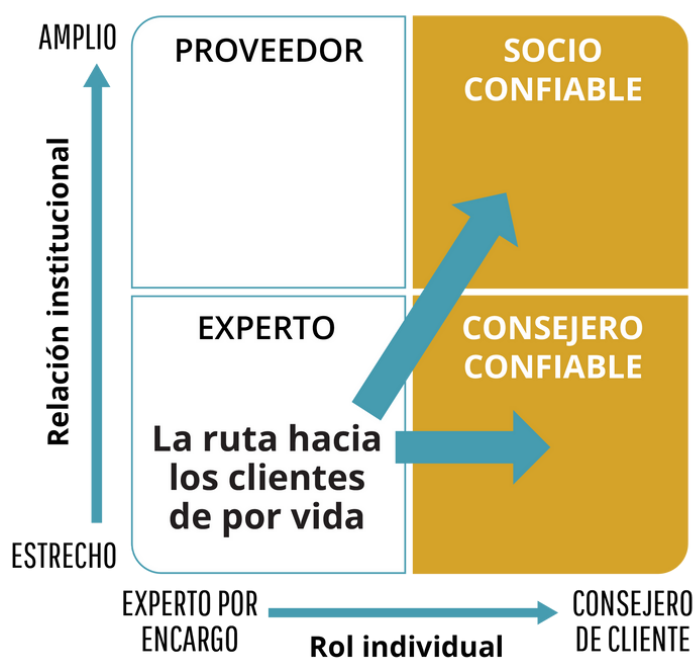 AMPLIO
PROVEEDOR
SOCIO
CONFIABLE
Relación institucional
EXPERTO
CONSEJERO
CONFIABLE
La ruta hacia
los clientes
de por vida
ESTRECHO
EXPERTO POR
ENCARGO
Rol individual
CONSEJERO
DE CLIENTE